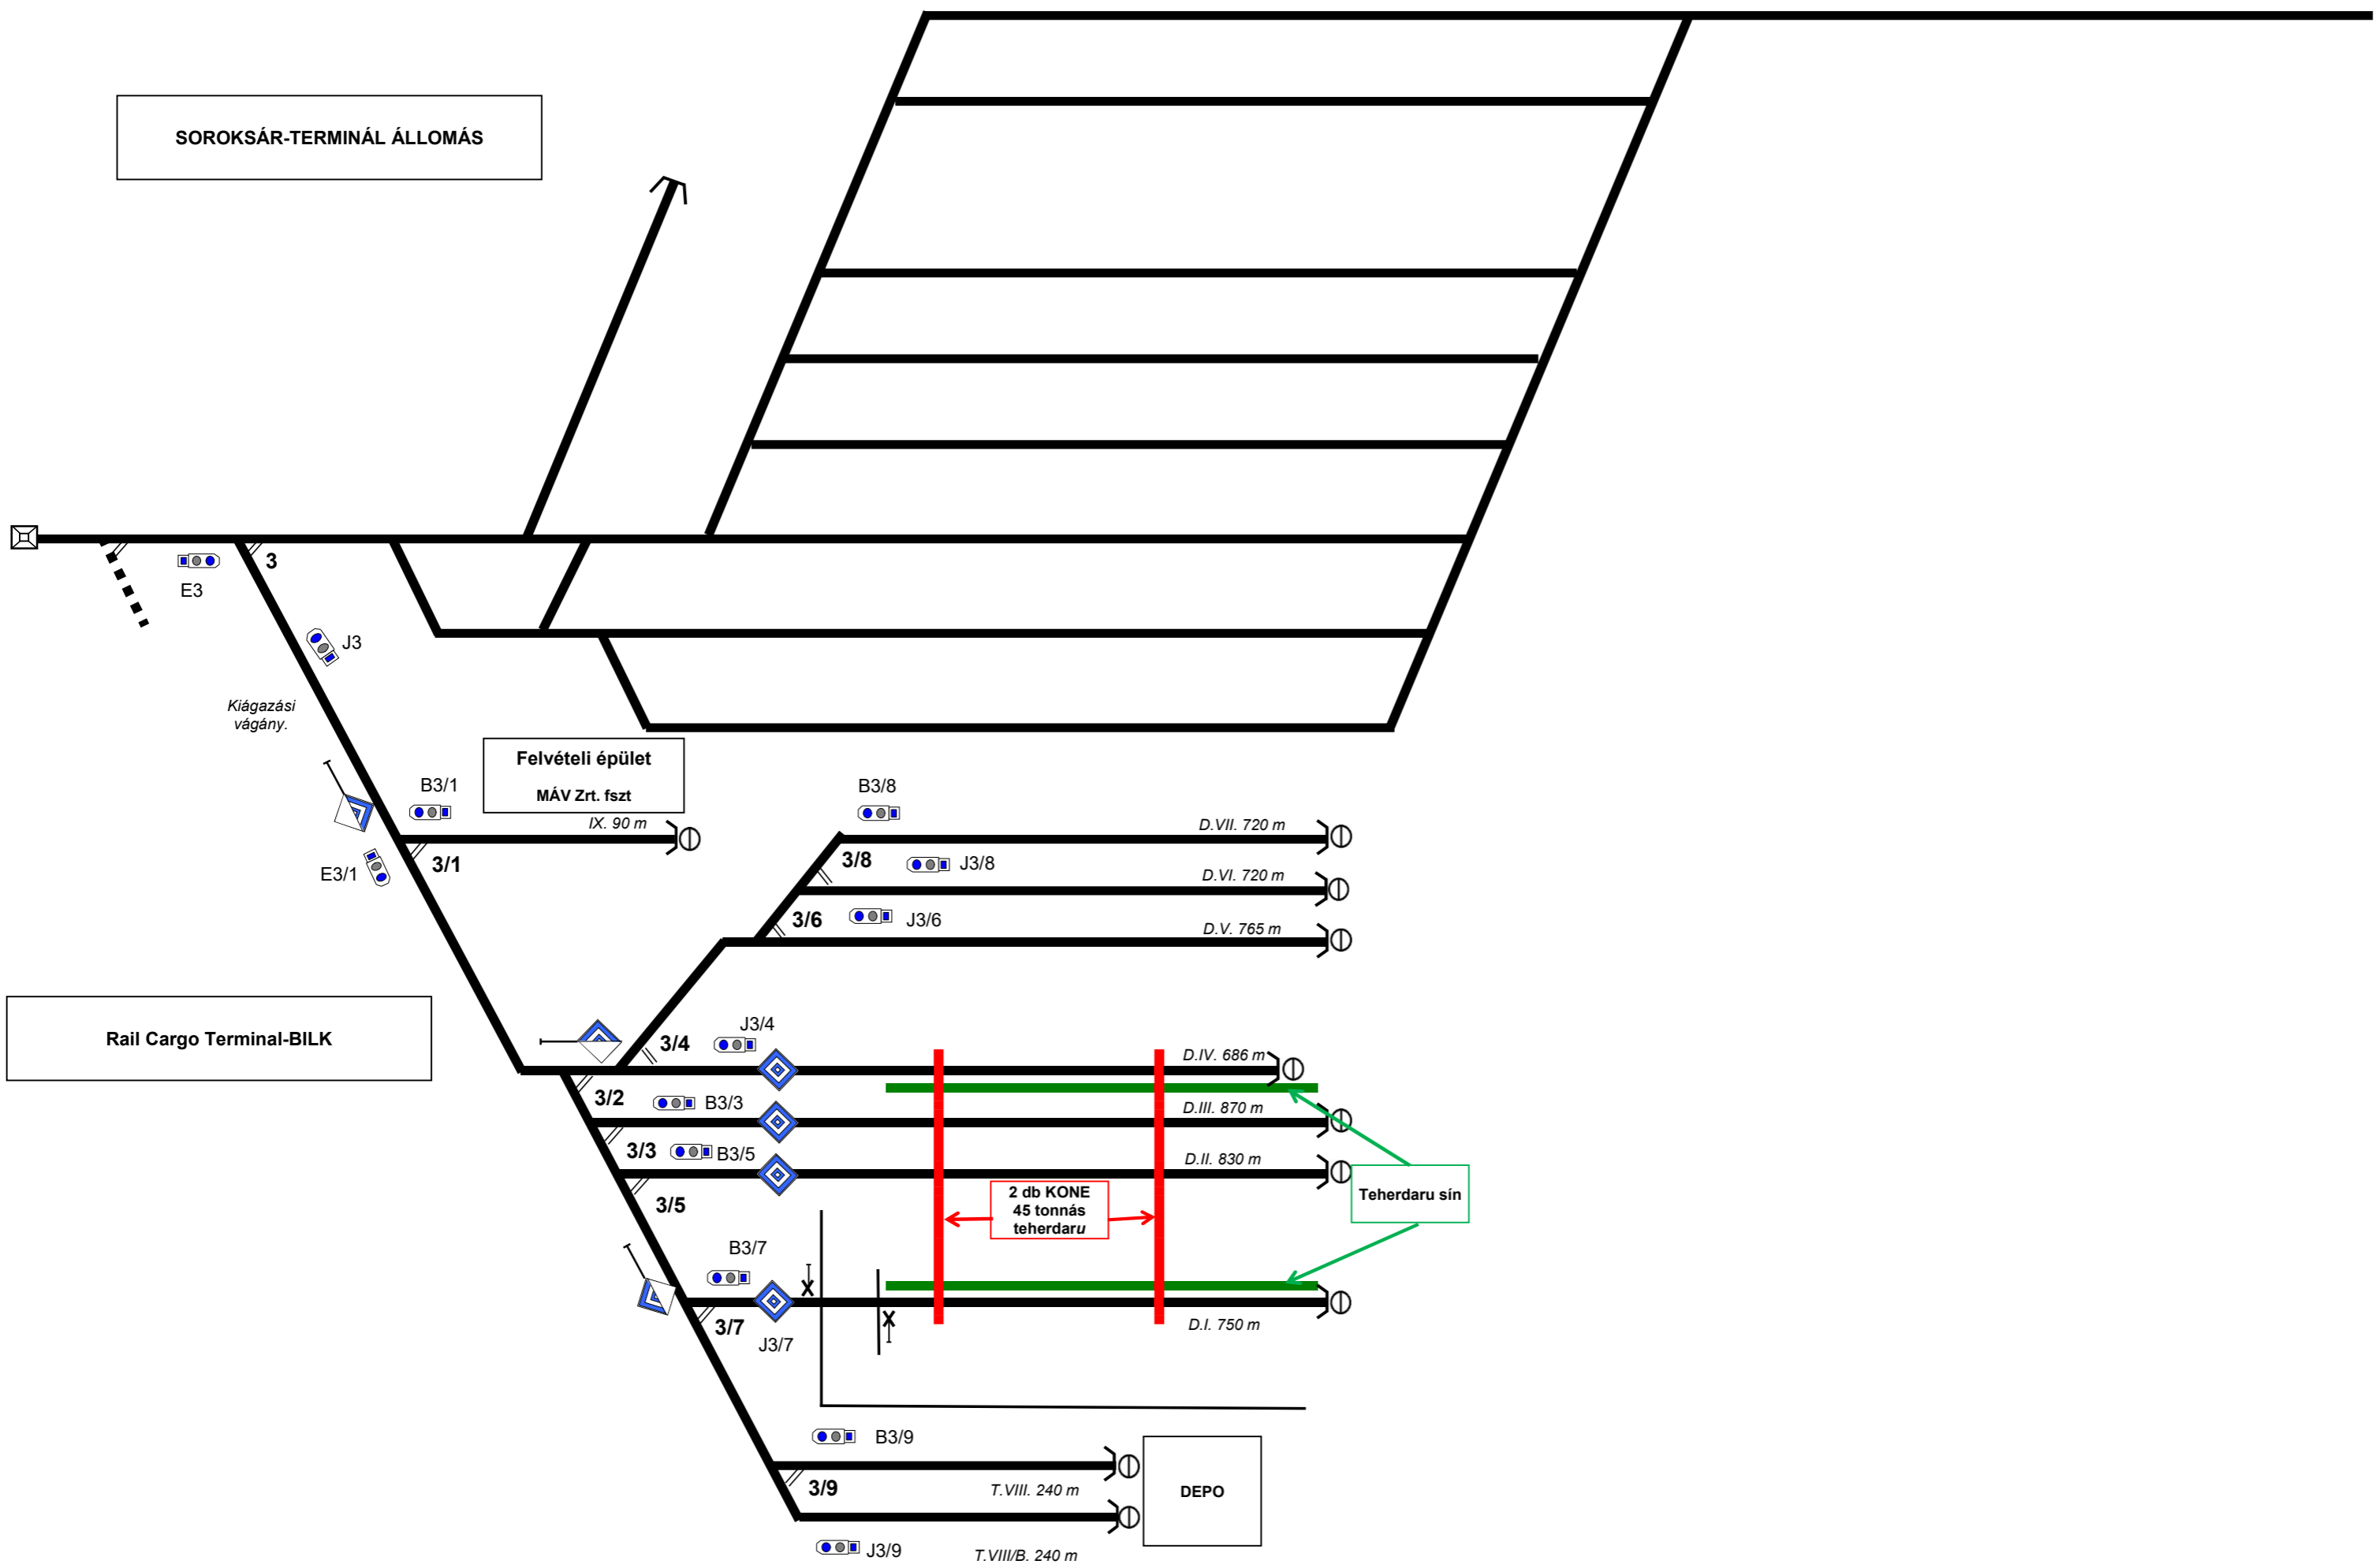 SOROKSÁR-TERMINÁL ÁLLOMÁS
3
E3
J3
Kiágazási
vágány.
Felvételi épület
MÁV Zrt. fszt
B3/1
IX. 90 m
3/1
E3/1
B3/8
D.VII. 720 m
3/8
J3/8
D.VI. 720 m
3/6
J3/6
D.V. 765 m
Rail Cargo Terminal-BILK
J3/4
3/4
D.IV. 686 m
3/2
B3/3
D.III. 870 m
3/3
B3/5
D.II. 830 m
2 db KONE
45 tonnás
teherdaru
Teherdaru sín
3/5
B3/7
3/7
J3/7
D.I. 750 m
B3/9
3/9
T.VIII. 240 m
DEPO
J3/9
T.VIII/B. 240 m